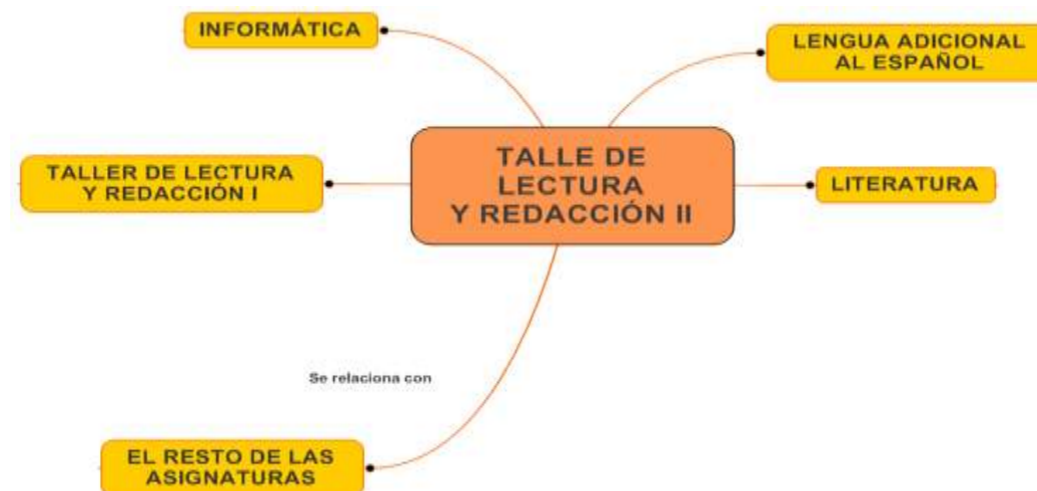 INFORMÁTICA
LENGUA ADICIONAL
AL ESPAÑOL
TALLE DE
LECTURA
Y REDACCIÓN II
TALLER DE LECTURA
Y REDACCIÓN I
LITERATURA
Se relaciona con
EL RESTO DE LAS
ASIGNATURAS